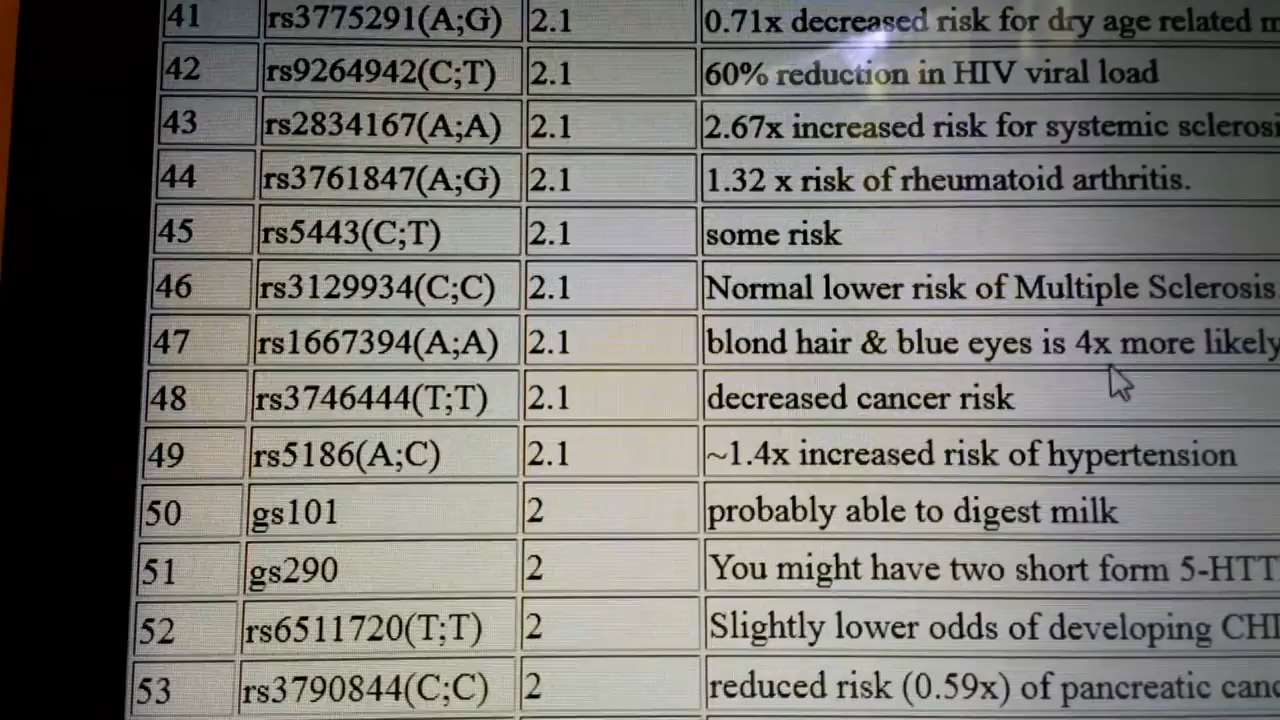 41 rs3775291(A;G) 2.1 0.71x decreased risk for dry age related
42 rs9264942(C;T) 2.1 60% reduction in HIV viral load
43 rs2834167(A;A) 2.1 2.67x increased risk for systemic sclerosi
44 rs3761847(A;G) 2.1 1.32 x risk of rheumatoid arthritis.
45 rs5443(C;T) 2.1 some risk
46 rs3129934(C;C) 2.1 Normal lower risk of Multiple Sclerosis
47 rs1667394(A;A) 2.1 blond hair & blue eyes is 4x more likely
48 rs3746444(T;T) 2.1 decreased cancer risk
49 rs5186(A;C) 2.1 ~1.4x increased risk of hypertension
50 gs101 2 probably able to digest milk
51 gs290 2 You might have two short form 5-HTT
52 rs6511720(T;T) 2 Slightly lower odds of developing
53 rs3790844(C;C) 2 reduced risk (0.59x) of pancreatic